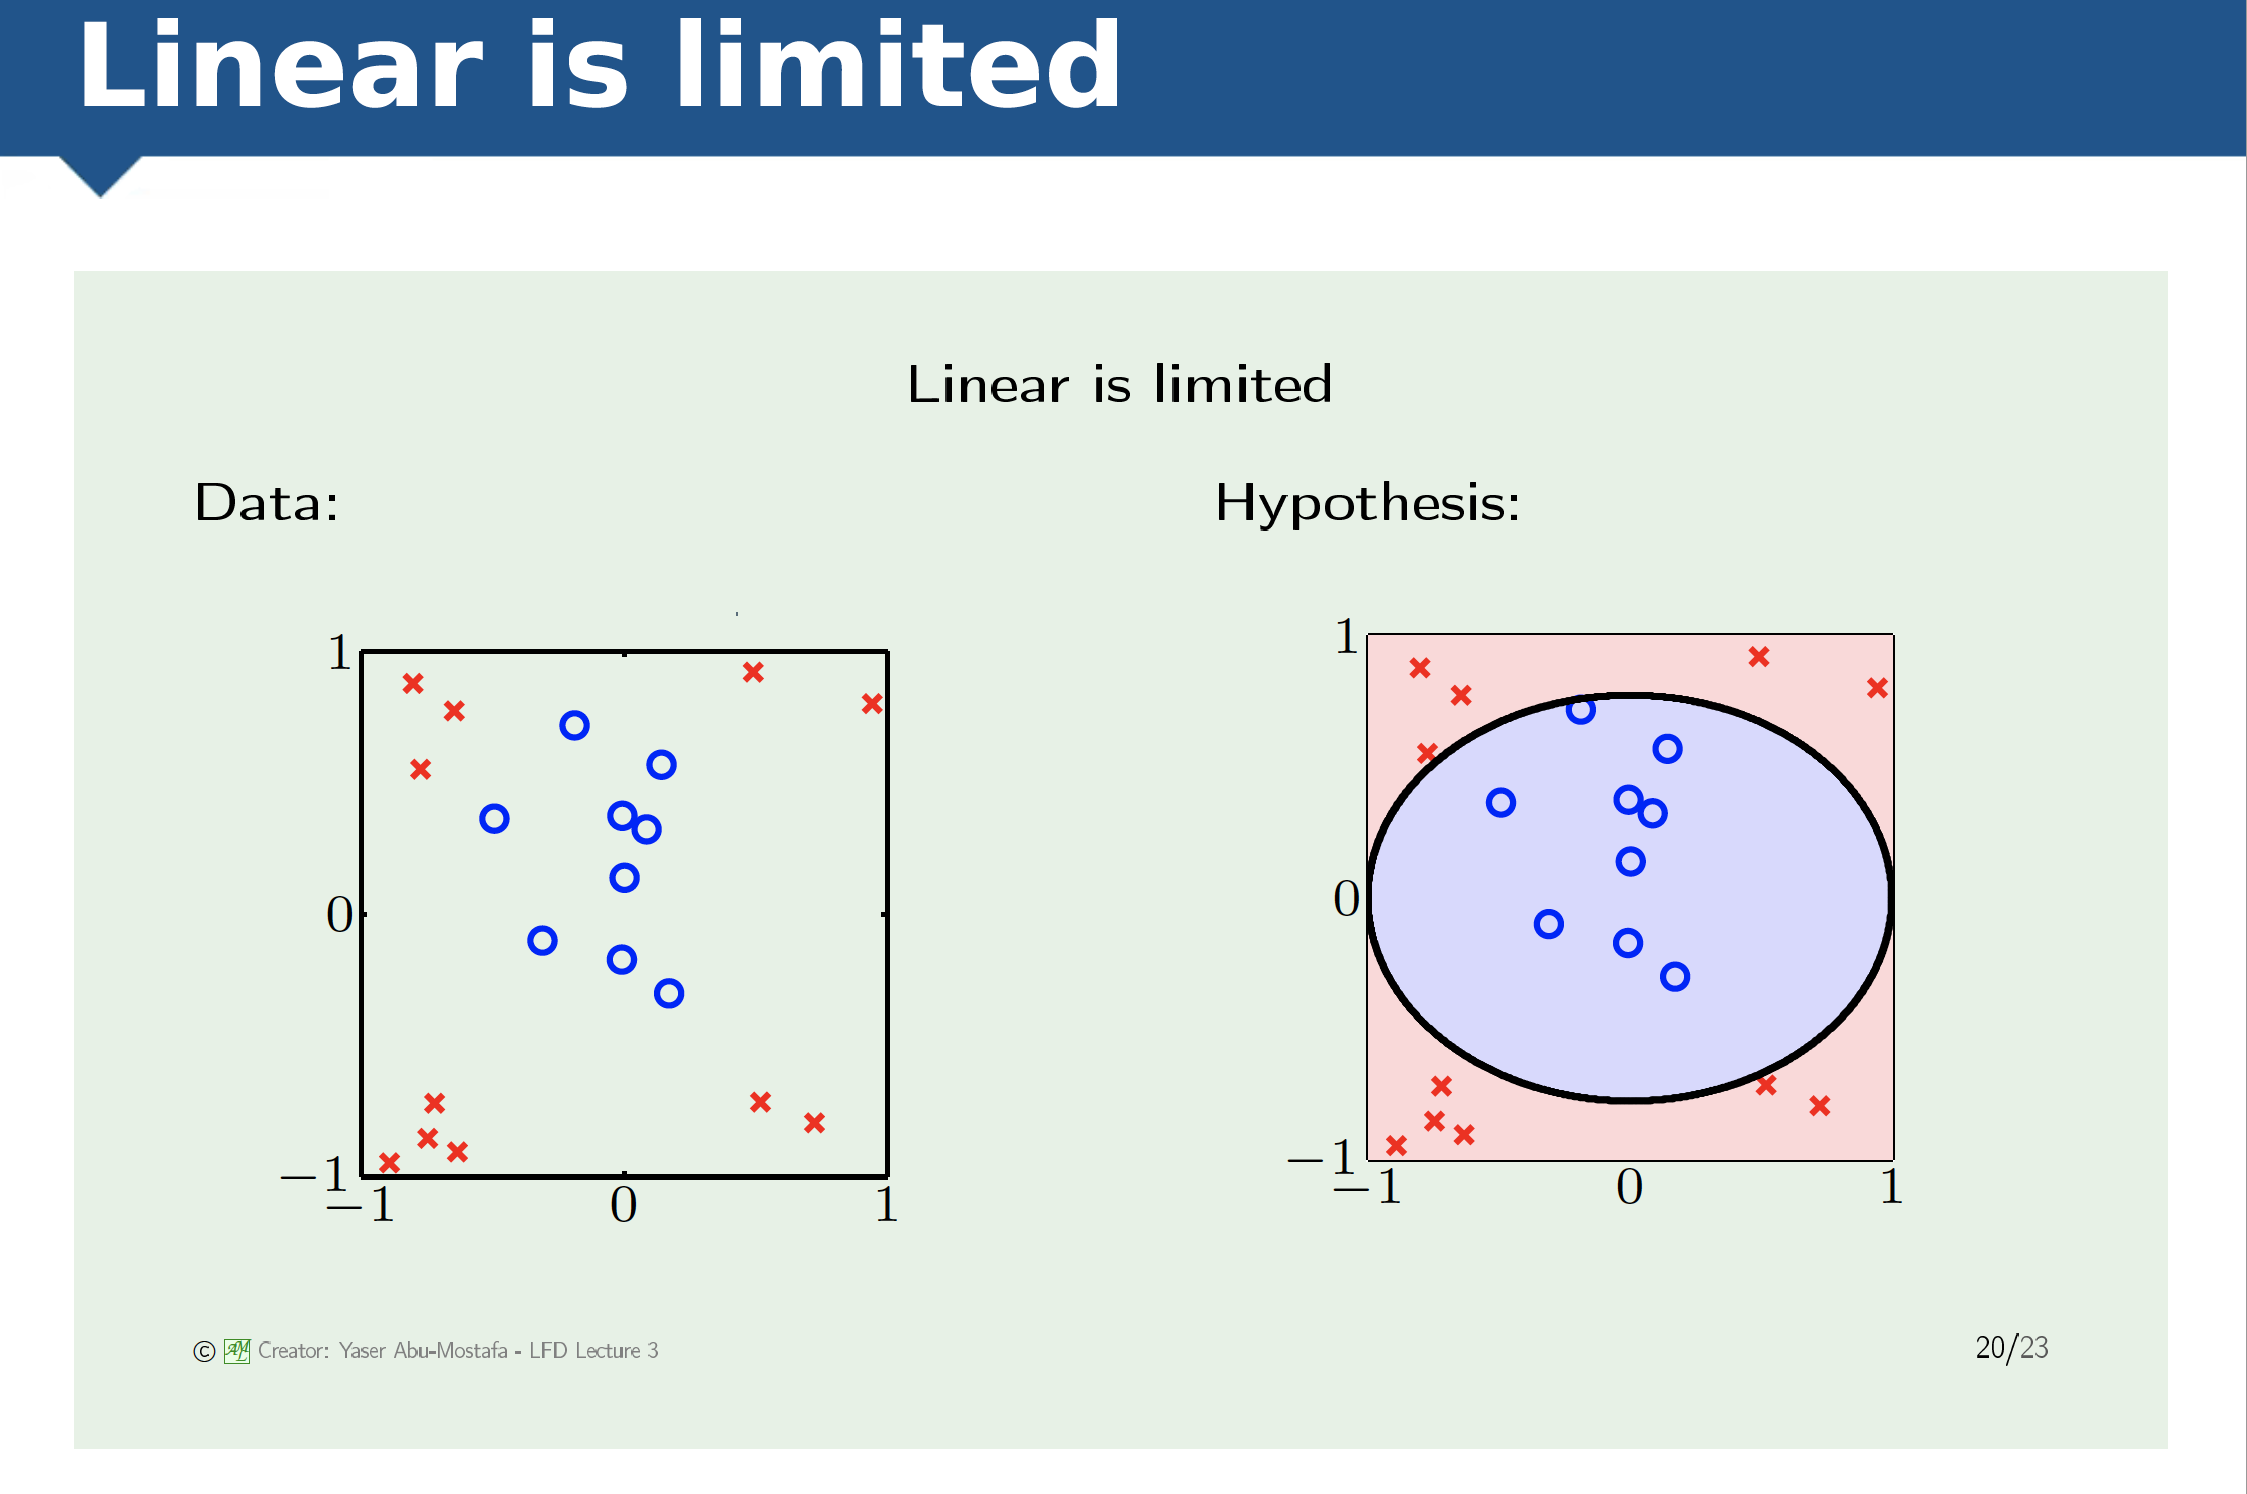 Linear is limited
Linear is limited
Data:
Hypothesis:
1
0
−1
−1 0 1
1
0
−1
−1 0 1
© Creator: Yaser Abu-Mostafa - LFD Lecture 3
20/23